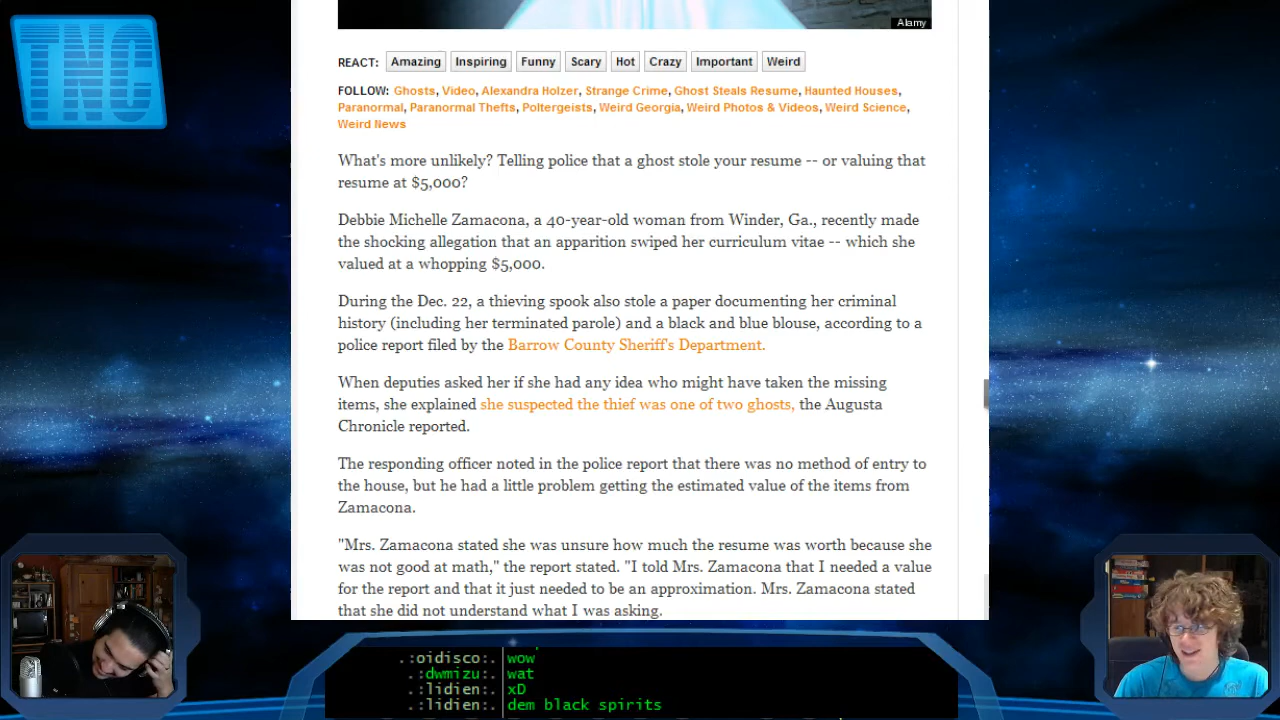 TNC
Alamy
REACT: Amazing Inspiring Funny Scary Hot Crazy Important Weird
FOLLOW: Ghosts, Video, Alexandra Holzer, Strange Crime, Ghost Steals Resume, Haunted Houses,
Paranormal, Paranormal Thefts, Poltergeists, Weird Georgia, Weird Photos & Videos, Weird Science,
Weird News
What's more unlikely? Telling police that a ghost stole your resume -- or valuing that
resume at $5,000?
Debbie Michelle Zamacona, a 40-year-old woman from Winder, Ga., recently made
the shocking allegation that an apparition swiped her curriculum vitae -- which she
valued at a whopping $5,000.
During the Dec. 22, a thieving spook also stole a paper documenting her criminal
history (including her terminated parole) and a black and blue blouse, according to a
police report filed by the Barrow County Sheriff's Department.
When deputies asked her if she had any idea who might have taken the missing
items, she explained she suspected the thief was one of two ghosts, the Augusta
Chronicle reported.
The responding officer noted in the police report that there was no method of entry to
the house, but he had a little problem getting the estimated value of the items from
Zamacona.
"Mrs. Zamacona stated she was unsure how much the resume was worth because she
was not good at math," the report stated. "I told Mrs. Zamacona that I needed a value
for the report and that it just needed to be an approximation. Mrs. Zamacona stated
that she did not understand what I was asking.
.:oidisco:. wow
.:dwmizu:. wat
.:lidien:. xD
.:lidien:. dem black spirits